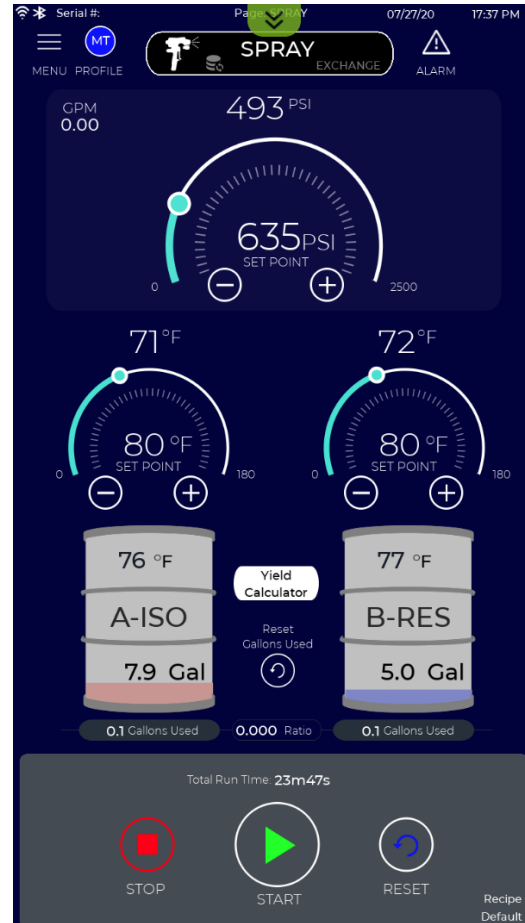 Serial #: Page: SPRAY 07/27/20 17:37 PM
MT
SPRAY
EXCHANGE
MENU PROFILE ALARM
GPM
0.00
493 PSI
635PSI
SET POINT
0 2500
71 °F 72 °F
80 °F 80 °F
SET POINT SET POINT
0 180 0 180
76 °F 77 °F
Yield
Calculator
A-ISO B-RES
Reset
Gallons Used
7.9 Gal 5.0 Gal
0.1 Gallons Used 0.000 Ratio 0.1 Gallons Used
Total Run TIme: 23m47s
STOP START RESET
Recipe
Default